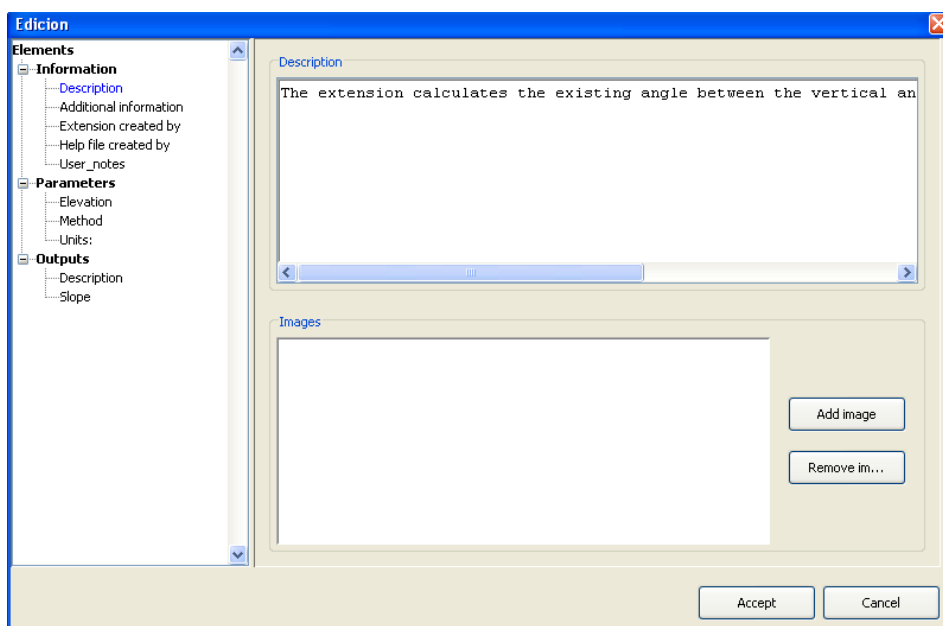 Edicion
Elements
Information
Description
Additional information
Extension created by
Help file created by
User_notes
Parameters
Elevation
Method
Units:
Outputs
Description
Slope
Description
The extension calculates the existing angle between the vertical an
Images
Add image
Remove im...
Accept
Cancel